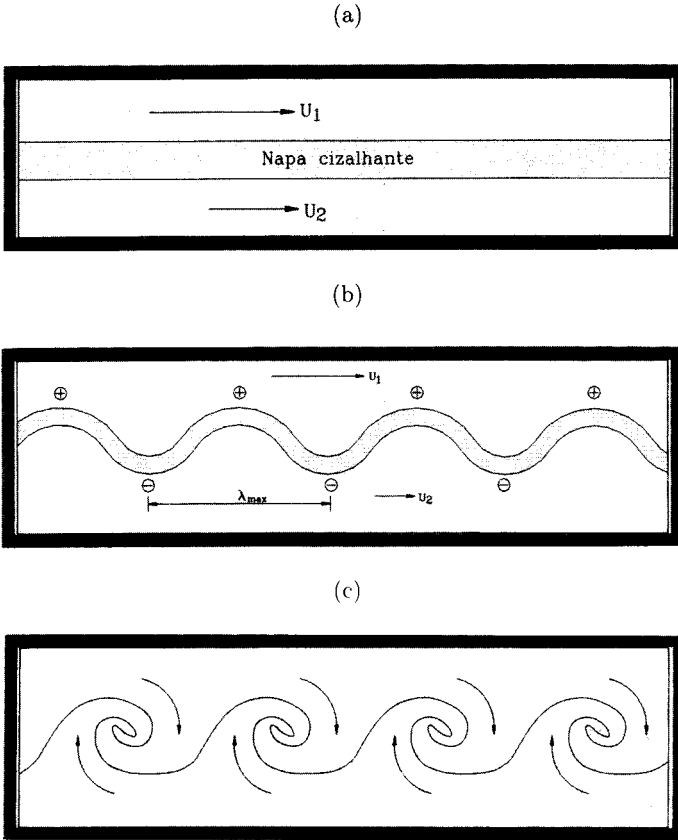 (a)
U₁
Napa cizalhante
U₂
(b)
⊕ ⊕ ⊕ ⊕
U₁
⊖ ⊖ ⊖
λmax
U₂
(c)